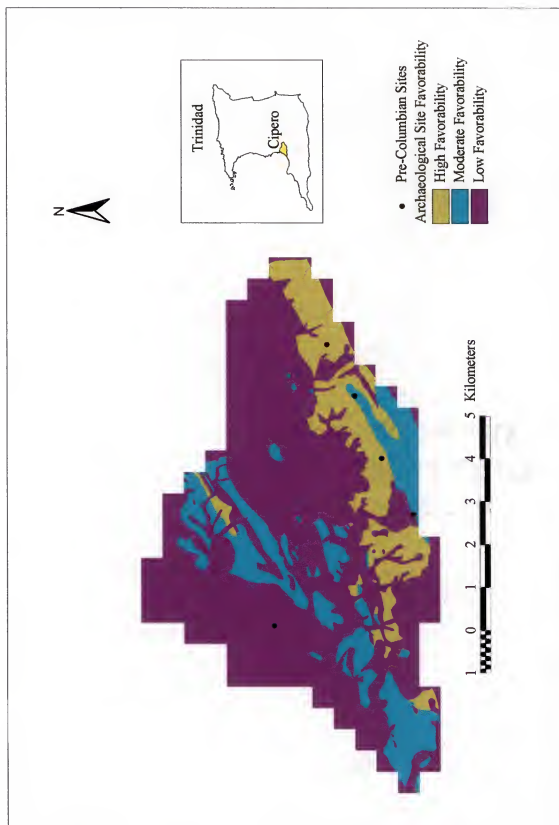 N
Trinidad
Cipero
Pre-Columbian Sites
Archaeological Site Favorability
High Favorability
Moderate Favorability
Low Favorability
1 0 1 2 3 4 5 Kilometers